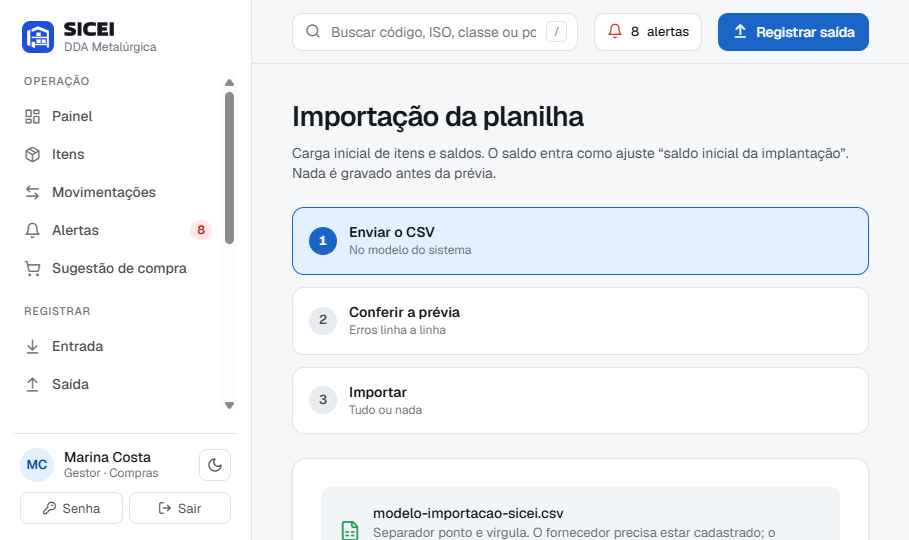 SICEI
DDA Metalúrgica
OPERAÇÃO
Painel
Itens
Movimentações
Alertas 8
Sugestão de compra
REGISTRAR
Entrada
Saída
MC
Marina Costa
Gestor · Compras
Senha
Sair
Buscar código, ISO, classe ou po /
8 alertas
Registrar saída
Importação da planilha
Carga inicial de itens e saldos. O saldo entra como ajuste “saldo inicial da implantação”.
Nada é gravado antes da prévia.
1
Enviar o CSV
No modelo do sistema
2
Conferir a prévia
Erros linha a linha
3
Importar
Tudo ou nada
modelo-importacao-sicei.csv
Separador ponto e vírgula. O fornecedor precisa estar cadastrado; o